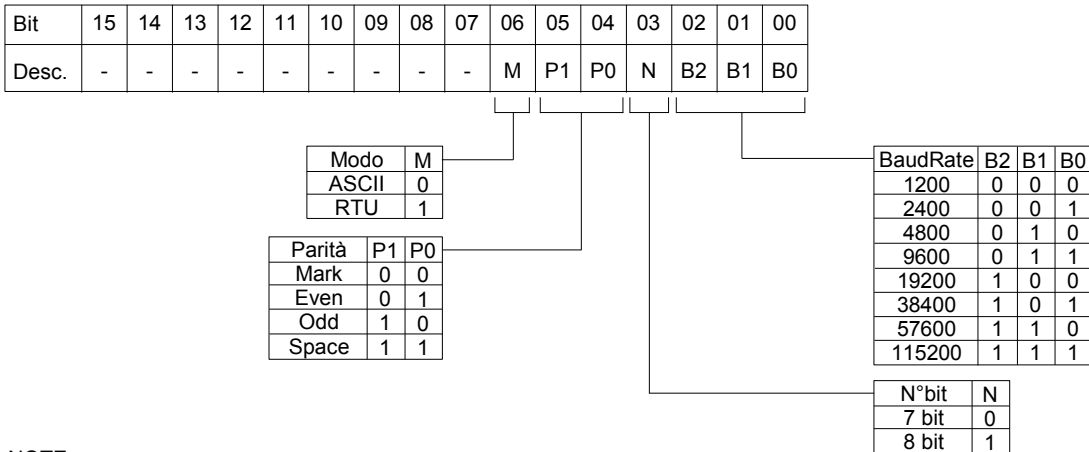 Bit 15 14 13 12 11 10 09 08 07 06 05 04 03 02 01 00
Desc. - - - - - - - - - M P1 P0 N B2 B1 B0
Modo M
ASCII 0
RTU 1
Parità P1 P0
Mark 0 0
Even 0 1
Odd 1 0
Space 1 1
BaudRate B2 B1 B0
1200 0 0 0
2400 0 0 1
4800 0 1 0
9600 0 1 1
19200 1 0 0
38400 1 0 1
57600 1 1 0
115200 1 1 1
N°bit N
7 bit 0
8 bit 1